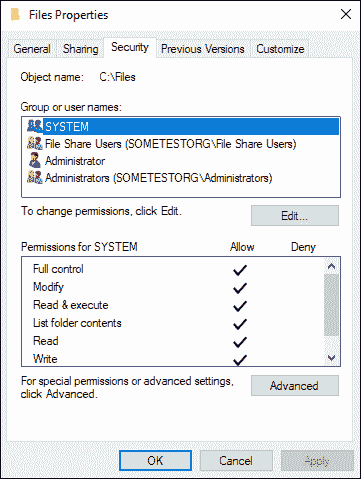 Files Properties
General Sharing Security Previous Versions Customize
Object name: C:\Files
Group or user names:
SYSTEM
File Share Users (SOMETESTORG\File Share Users)
Administrator
Administrators (SOMETESTORG\Administrators)
To change permissions, click Edit.
Edit...
Permissions for SYSTEM Allow Deny
Full control
Modify
Read & execute
List folder contents
Read
Write
For special permissions or advanced settings,
click Advanced.
Advanced
OK Cancel Apply